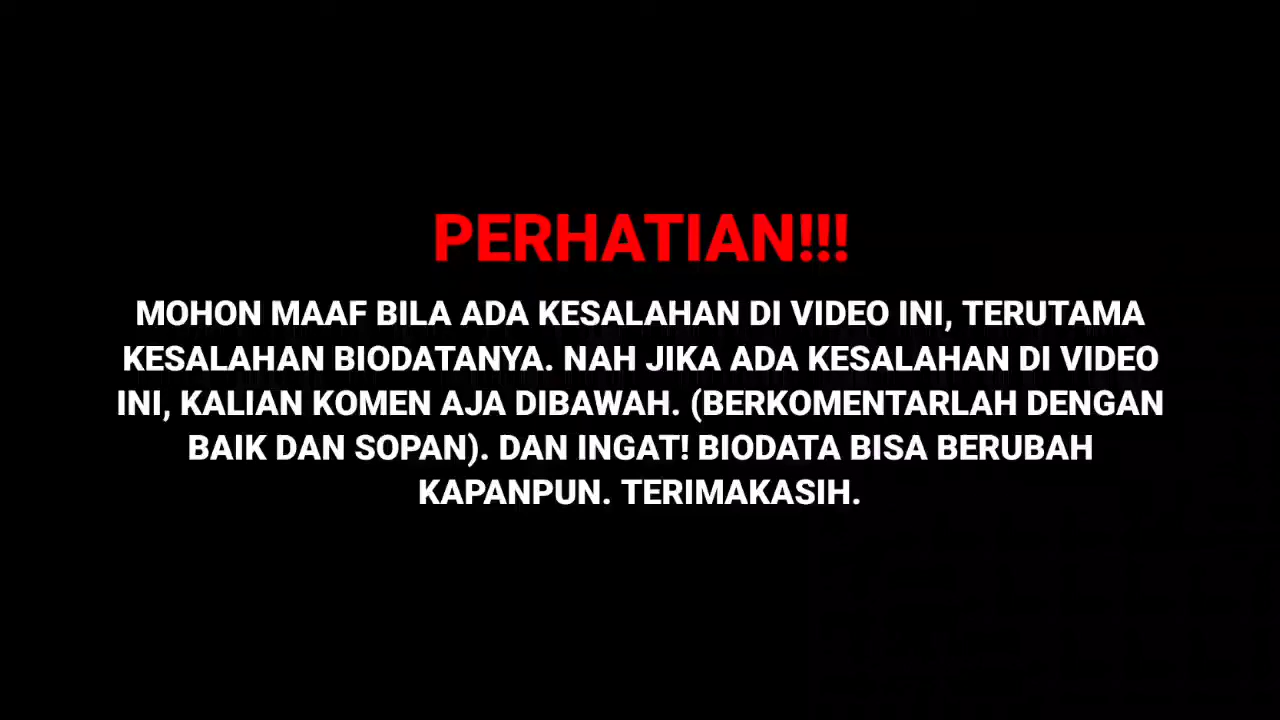 PERHATIAN!!!
MOHON MAAF BILA ADA KESALAHAN DI VIDEO INI, TERUTAMA
KESALAHAN BIODATANYA. NAH JIKA ADA KESALAHAN DI VIDEO
INI, KALIAN KOMEN AJA DIBAWAH. (BERKOMENTARLAH DENGAN
BAIK DAN SOPAN). DAN INGAT! BIODATA BISA BERUBAH
KAPANPUN. TERIMAKASIH.